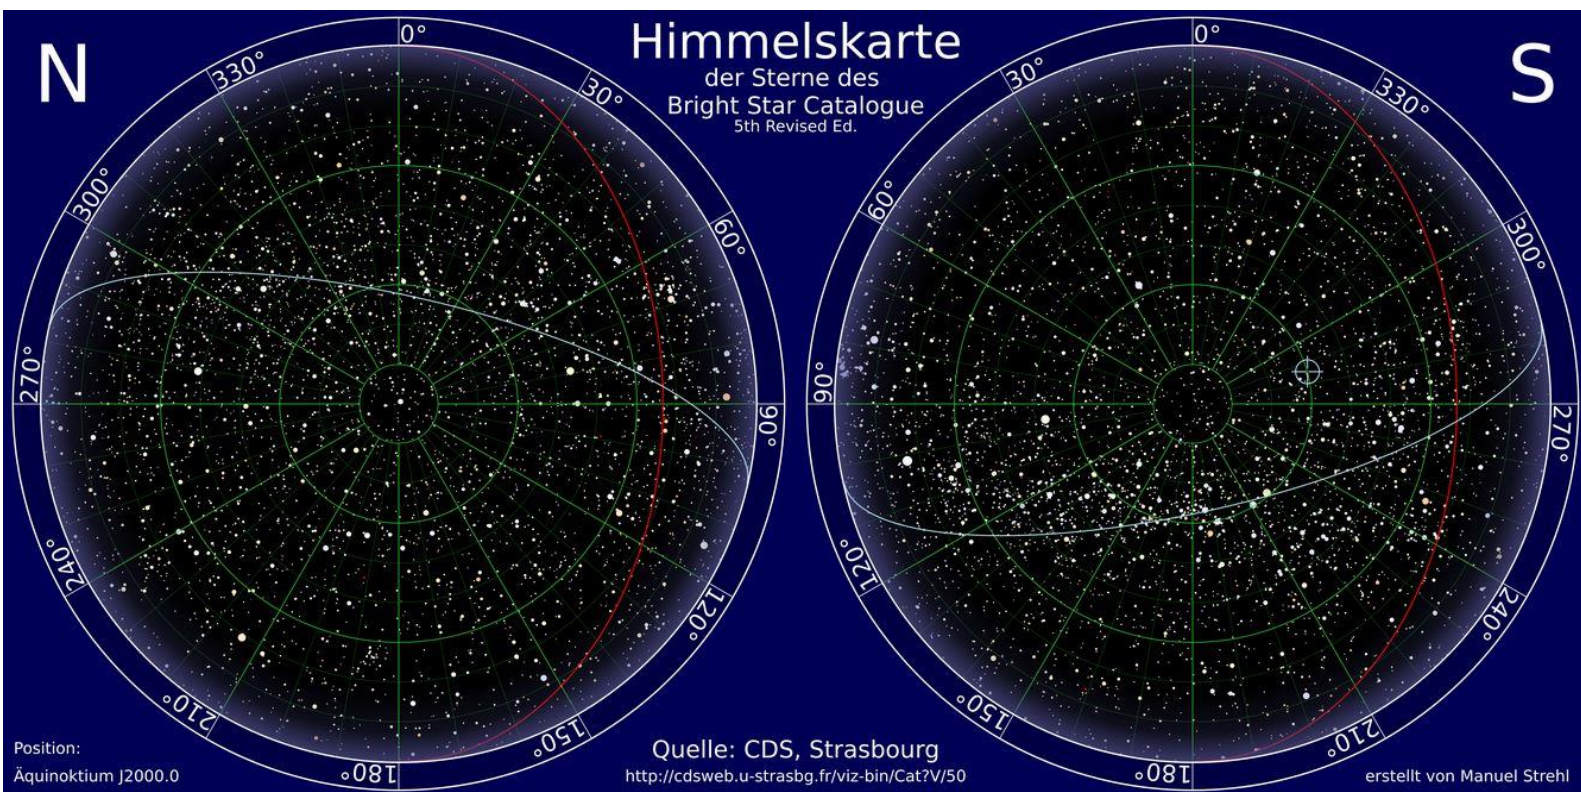 N
Himmelskarte
der Sterne des
Bright Star Catalogue
5th Revised Ed.
S
0°
30°
60°
90°
120°
150°
180°
210°
240°
270°
300°
330°
0°
330°
300°
270°
240°
210°
180°
150°
120°
90°
60°
30°
Position:
Äquinoktium J2000.0
Quelle: CDS, Strasbourg
http://cdsweb.u-strasbg.fr/viz-bin/Cat?V/50
erstellt von Manuel Strehl